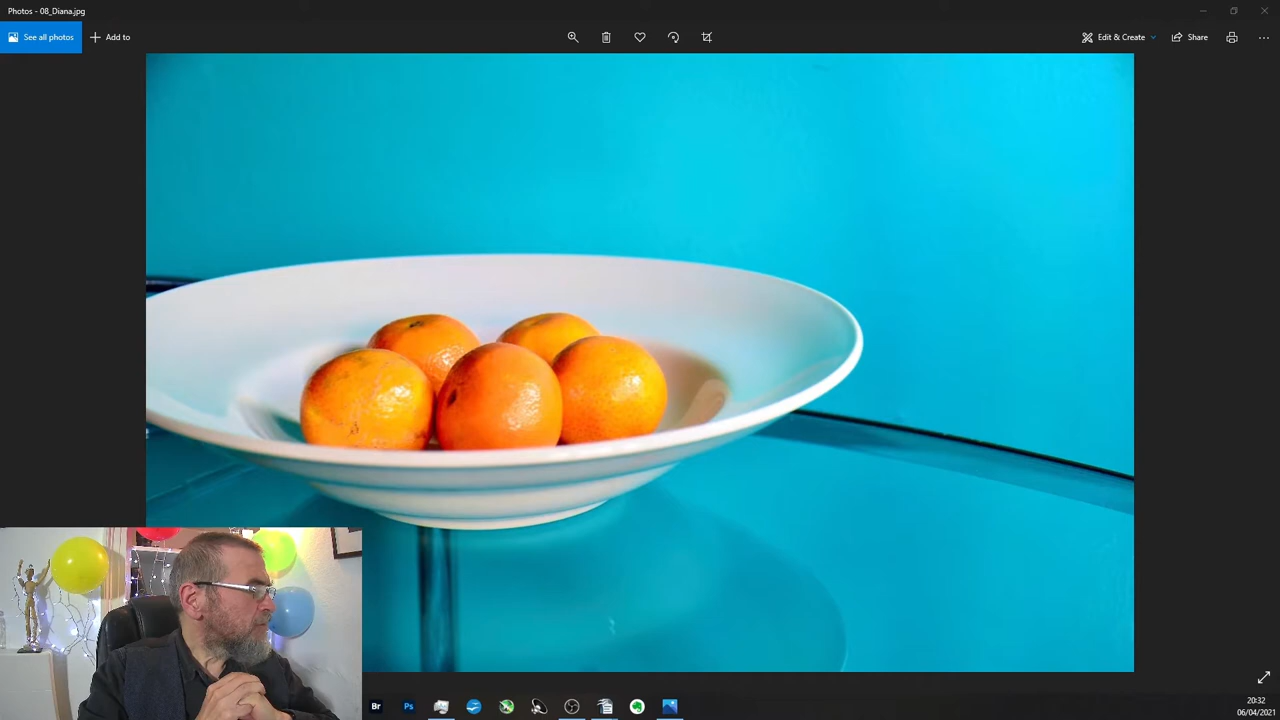 Photos - 08_Diana.jpg
See all photos
Add to
Edit & Create
Share
Br
Ps
20:32
06/04/2021